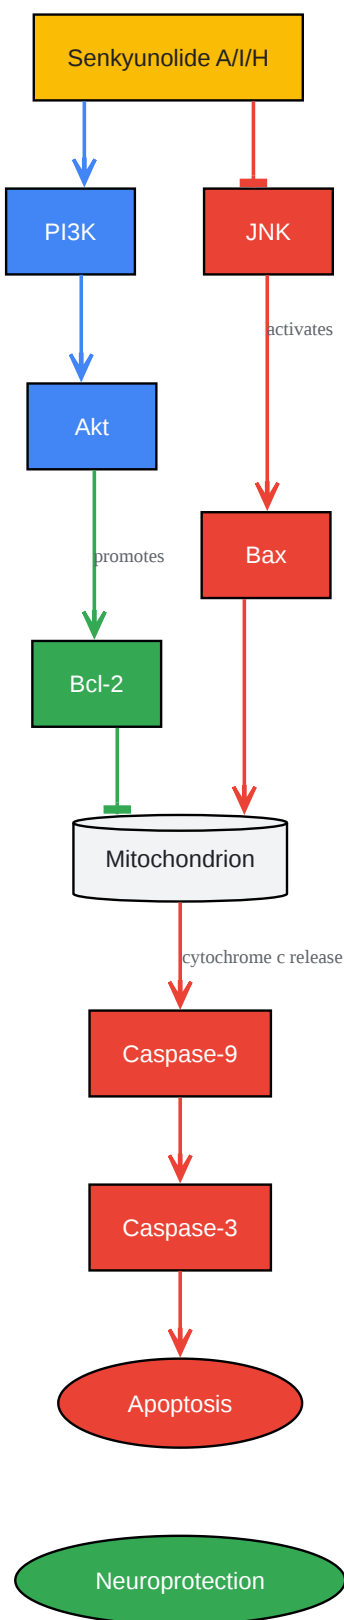 Senkyunolide A/I/H
PI3K
JNK
activates
Akt
Bax
promotes
Bcl-2
Mitochondrion
cytochrome c release
Caspase-9
Caspase-3
Apoptosis
Neuroprotection